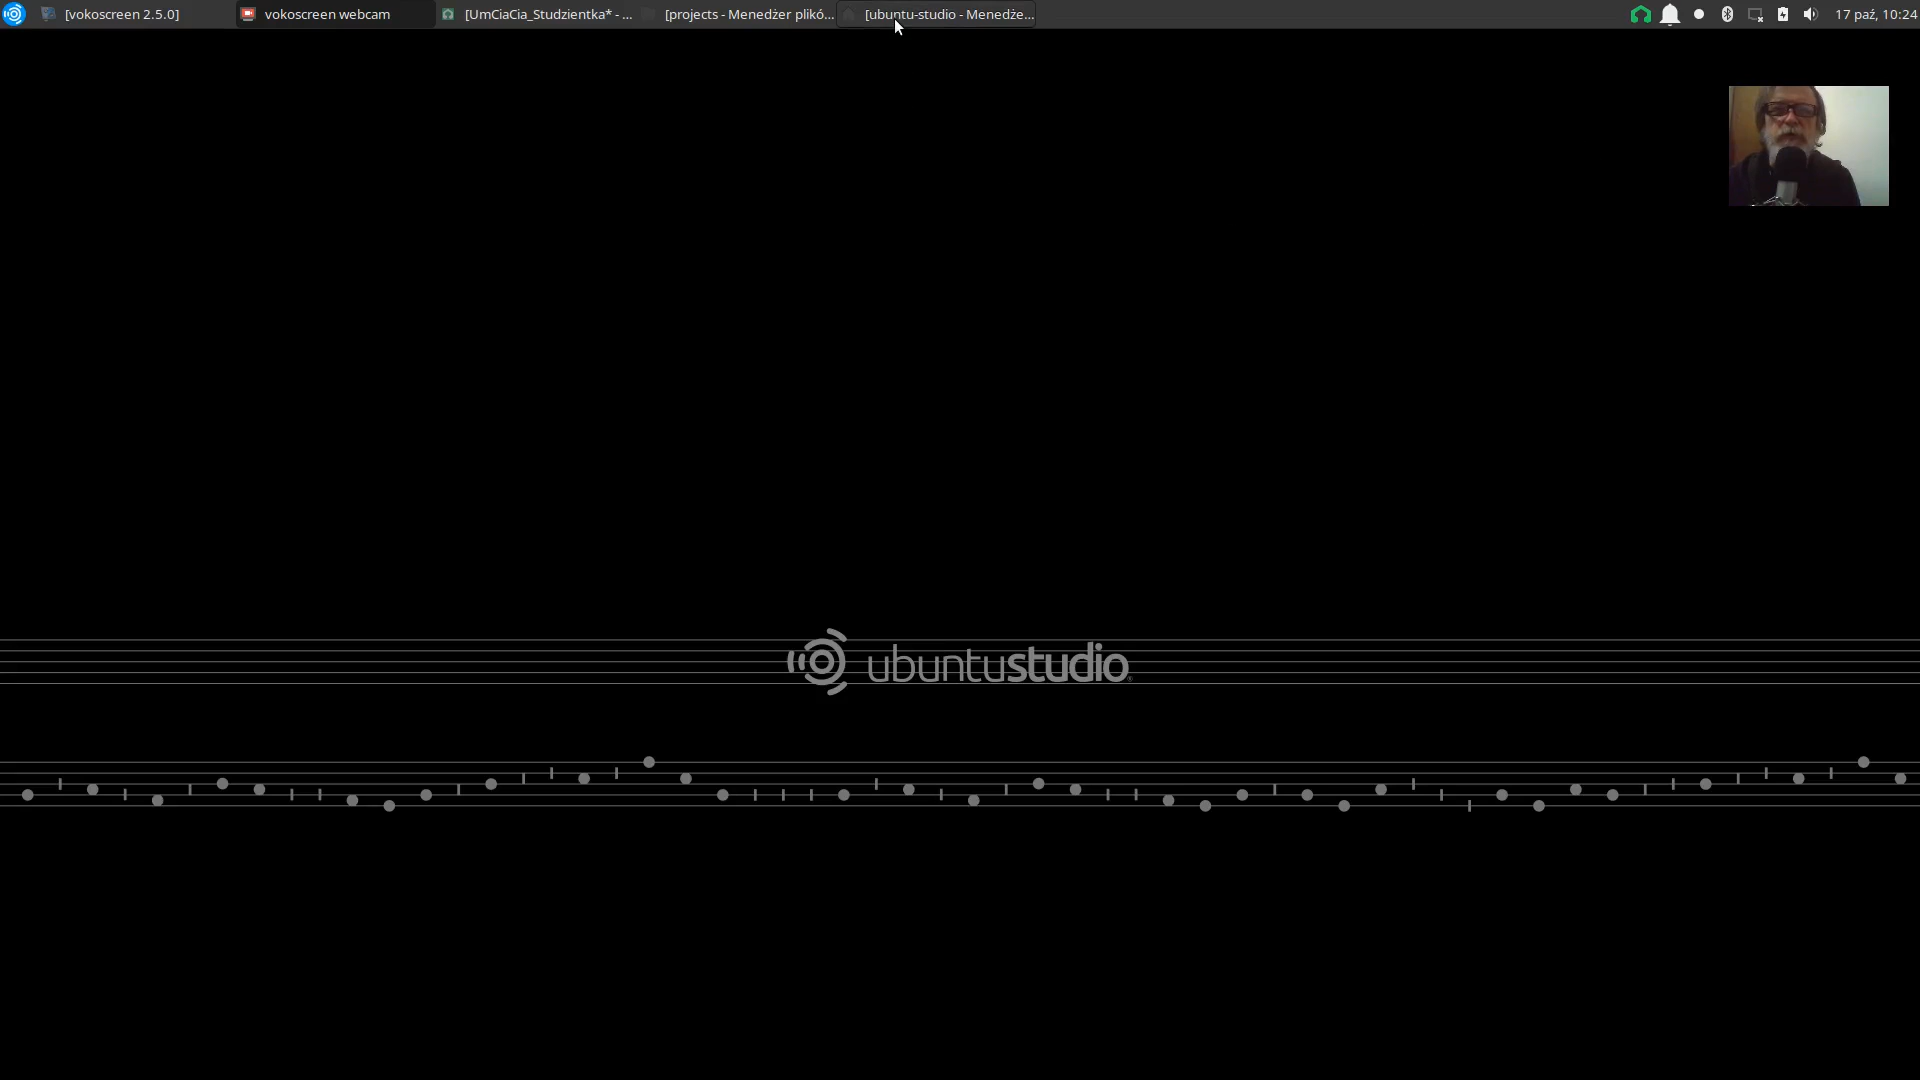 [vokoscreen 2.5.0]
vokoscreen webcam
[UmCiaCia_Studzientka* - ...
[projects - Menedżer plikó...
[ubuntu-studio - Menedże...
17 paź, 10:24
ubuntustudio